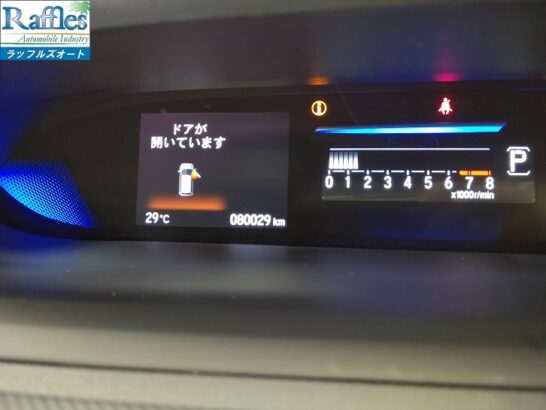 Raffles
Automobile Industry
ラッフルズオート
ドアが
開いています
29℃
080029 km
P
0 1 2 3 4 5 6 7 8
x1000r/min